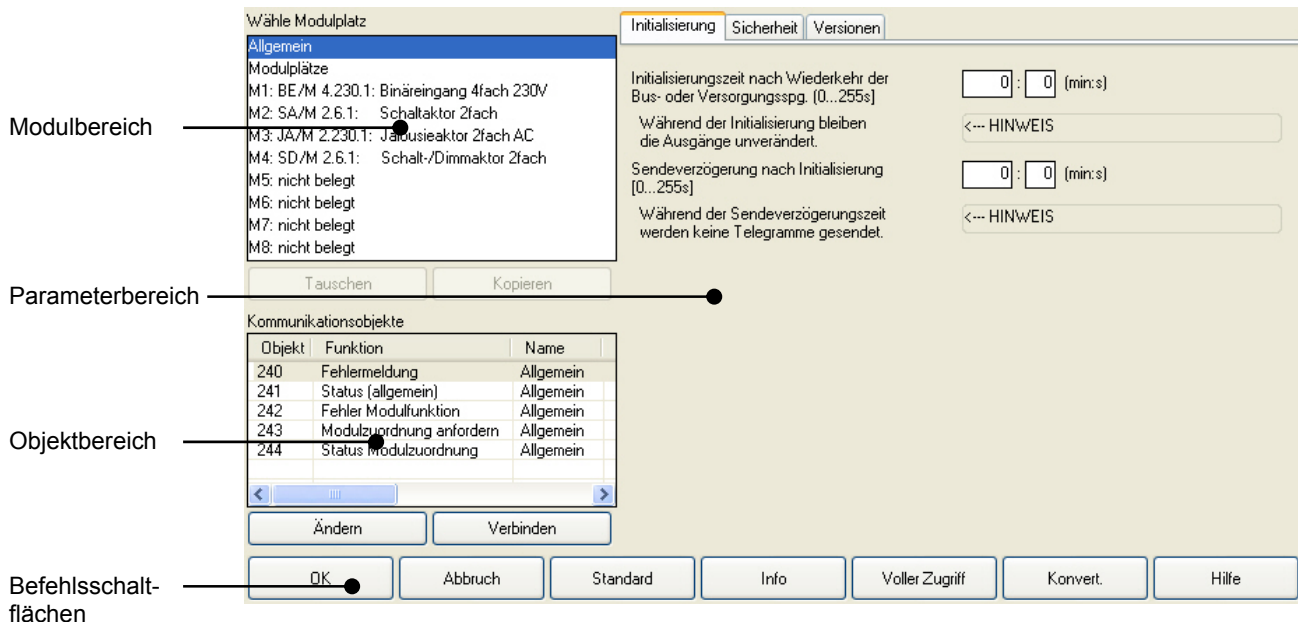 Modulbereich
Parameterbereich
Objektbereich
Befehlsschalt-
flächen
Wähle Modulplatz
Allgemein
Modulplätze
M1: BE/M 4.230.1: Binäreingang 4fach 230V
M2: SA/M 2.6.1: Schaltaktor 2fach
M3: JA/M 2.230.1: Jalousieaktor 2fach AC
M4: SD/M 2.6.1: Schalt-/Dimmaktor 2fach
M5: nicht belegt
M6: nicht belegt
M7: nicht belegt
M8: nicht belegt
Tauschen
Kopieren
Kommunikationsobjekte
Objekt Funktion Name
240 Fehlermeldung Allgemein
241 Status (allgemein) Allgemein
242 Fehler Modulfunktion Allgemein
243 Modulzuordnung anfordern Allgemein
244 Status Modulzuordnung Allgemein
Ändern
Verbinden
Initialisierung Sicherheit Versionen
Initialisierungszeit nach Wiederkehr der
Bus- oder Versorgungsspg. [0...255s]
0 : 0 (min:s)
Während der Initialisierung bleiben
die Ausgänge unverändert.
<--- HINWEIS
Sendeverzögerung nach Initialisierung
[0...255s]
0 : 0 (min:s)
Während der Sendeverzögerungszeit
werden keine Telegramme gesendet.
<--- HINWEIS
OK
Abbruch
Standard
Info
Voller Zugriff
Konvert.
Hilfe